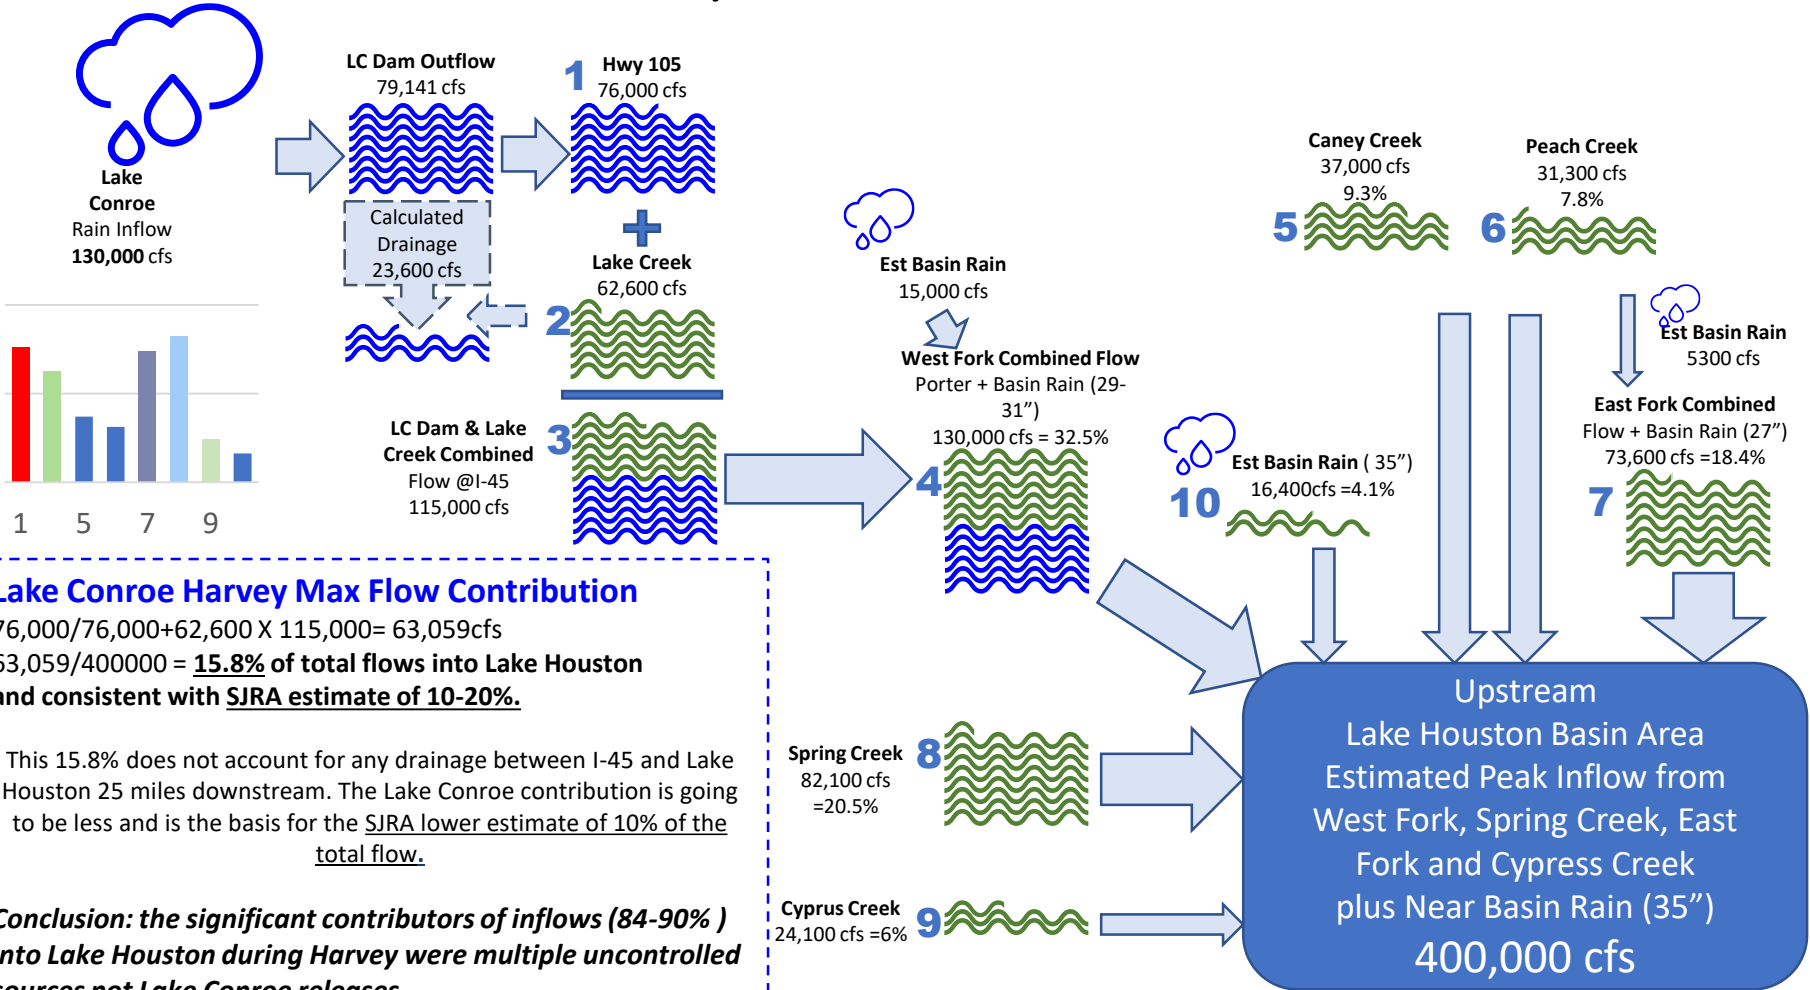 LC Dam Outflow
79,141 cfs
1
Hwy 105
76,000 cfs
Lake
Conroe
Rain Inflow
130,000 cfs
Calculated
Drainage
23,600 cfs
Lake Creek
62,600 cfs
2
LC Dam & Lake
Creek Combined
Flow @I-45
115,000 cfs
3
1 5 7 9
Est Basin Rain
15,000 cfs
West Fork Combined Flow
Porter + Basin Rain (29-
31”)
130,000 cfs = 32.5%
4
Caney Creek
37,000 cfs
9.3%
5
Peach Creek
31,300 cfs
7.8%
6
Est Basin Rain
5300 cfs
East Fork Combined
Flow + Basin Rain (27”)
73,600 cfs =18.4%
7
Est Basin Rain ( 35”)
16,400cfs =4.1%
10
Lake Conroe Harvey Max Flow Contribution
76,000/76,000+62,600 X 115,000= 63,059cfs
63,059/400000 = 15.8% of total flows into Lake Houston
and consistent with SJRA estimate of 10-20%.
This 15.8% does not account for any drainage between I-45 and Lake
Houston 25 miles downstream. The Lake Conroe contribution is going
to be less and is the basis for the SJRA lower estimate of 10% of the
total flow.
Conclusion: the significant contributors of inflows (84-90% )
into Lake Houston during Harvey were multiple uncontrolled
sources not Lake Conroe releases
Spring Creek
82,100 cfs
=20.5%
8
Cyprus Creek
24,100 cfs =6%
9
Upstream
Lake Houston Basin Area
Estimated Peak Inflow from
West Fork, Spring Creek, East
Fork and Cypress Creek
plus Near Basin Rain (35”)
400,000 cfs